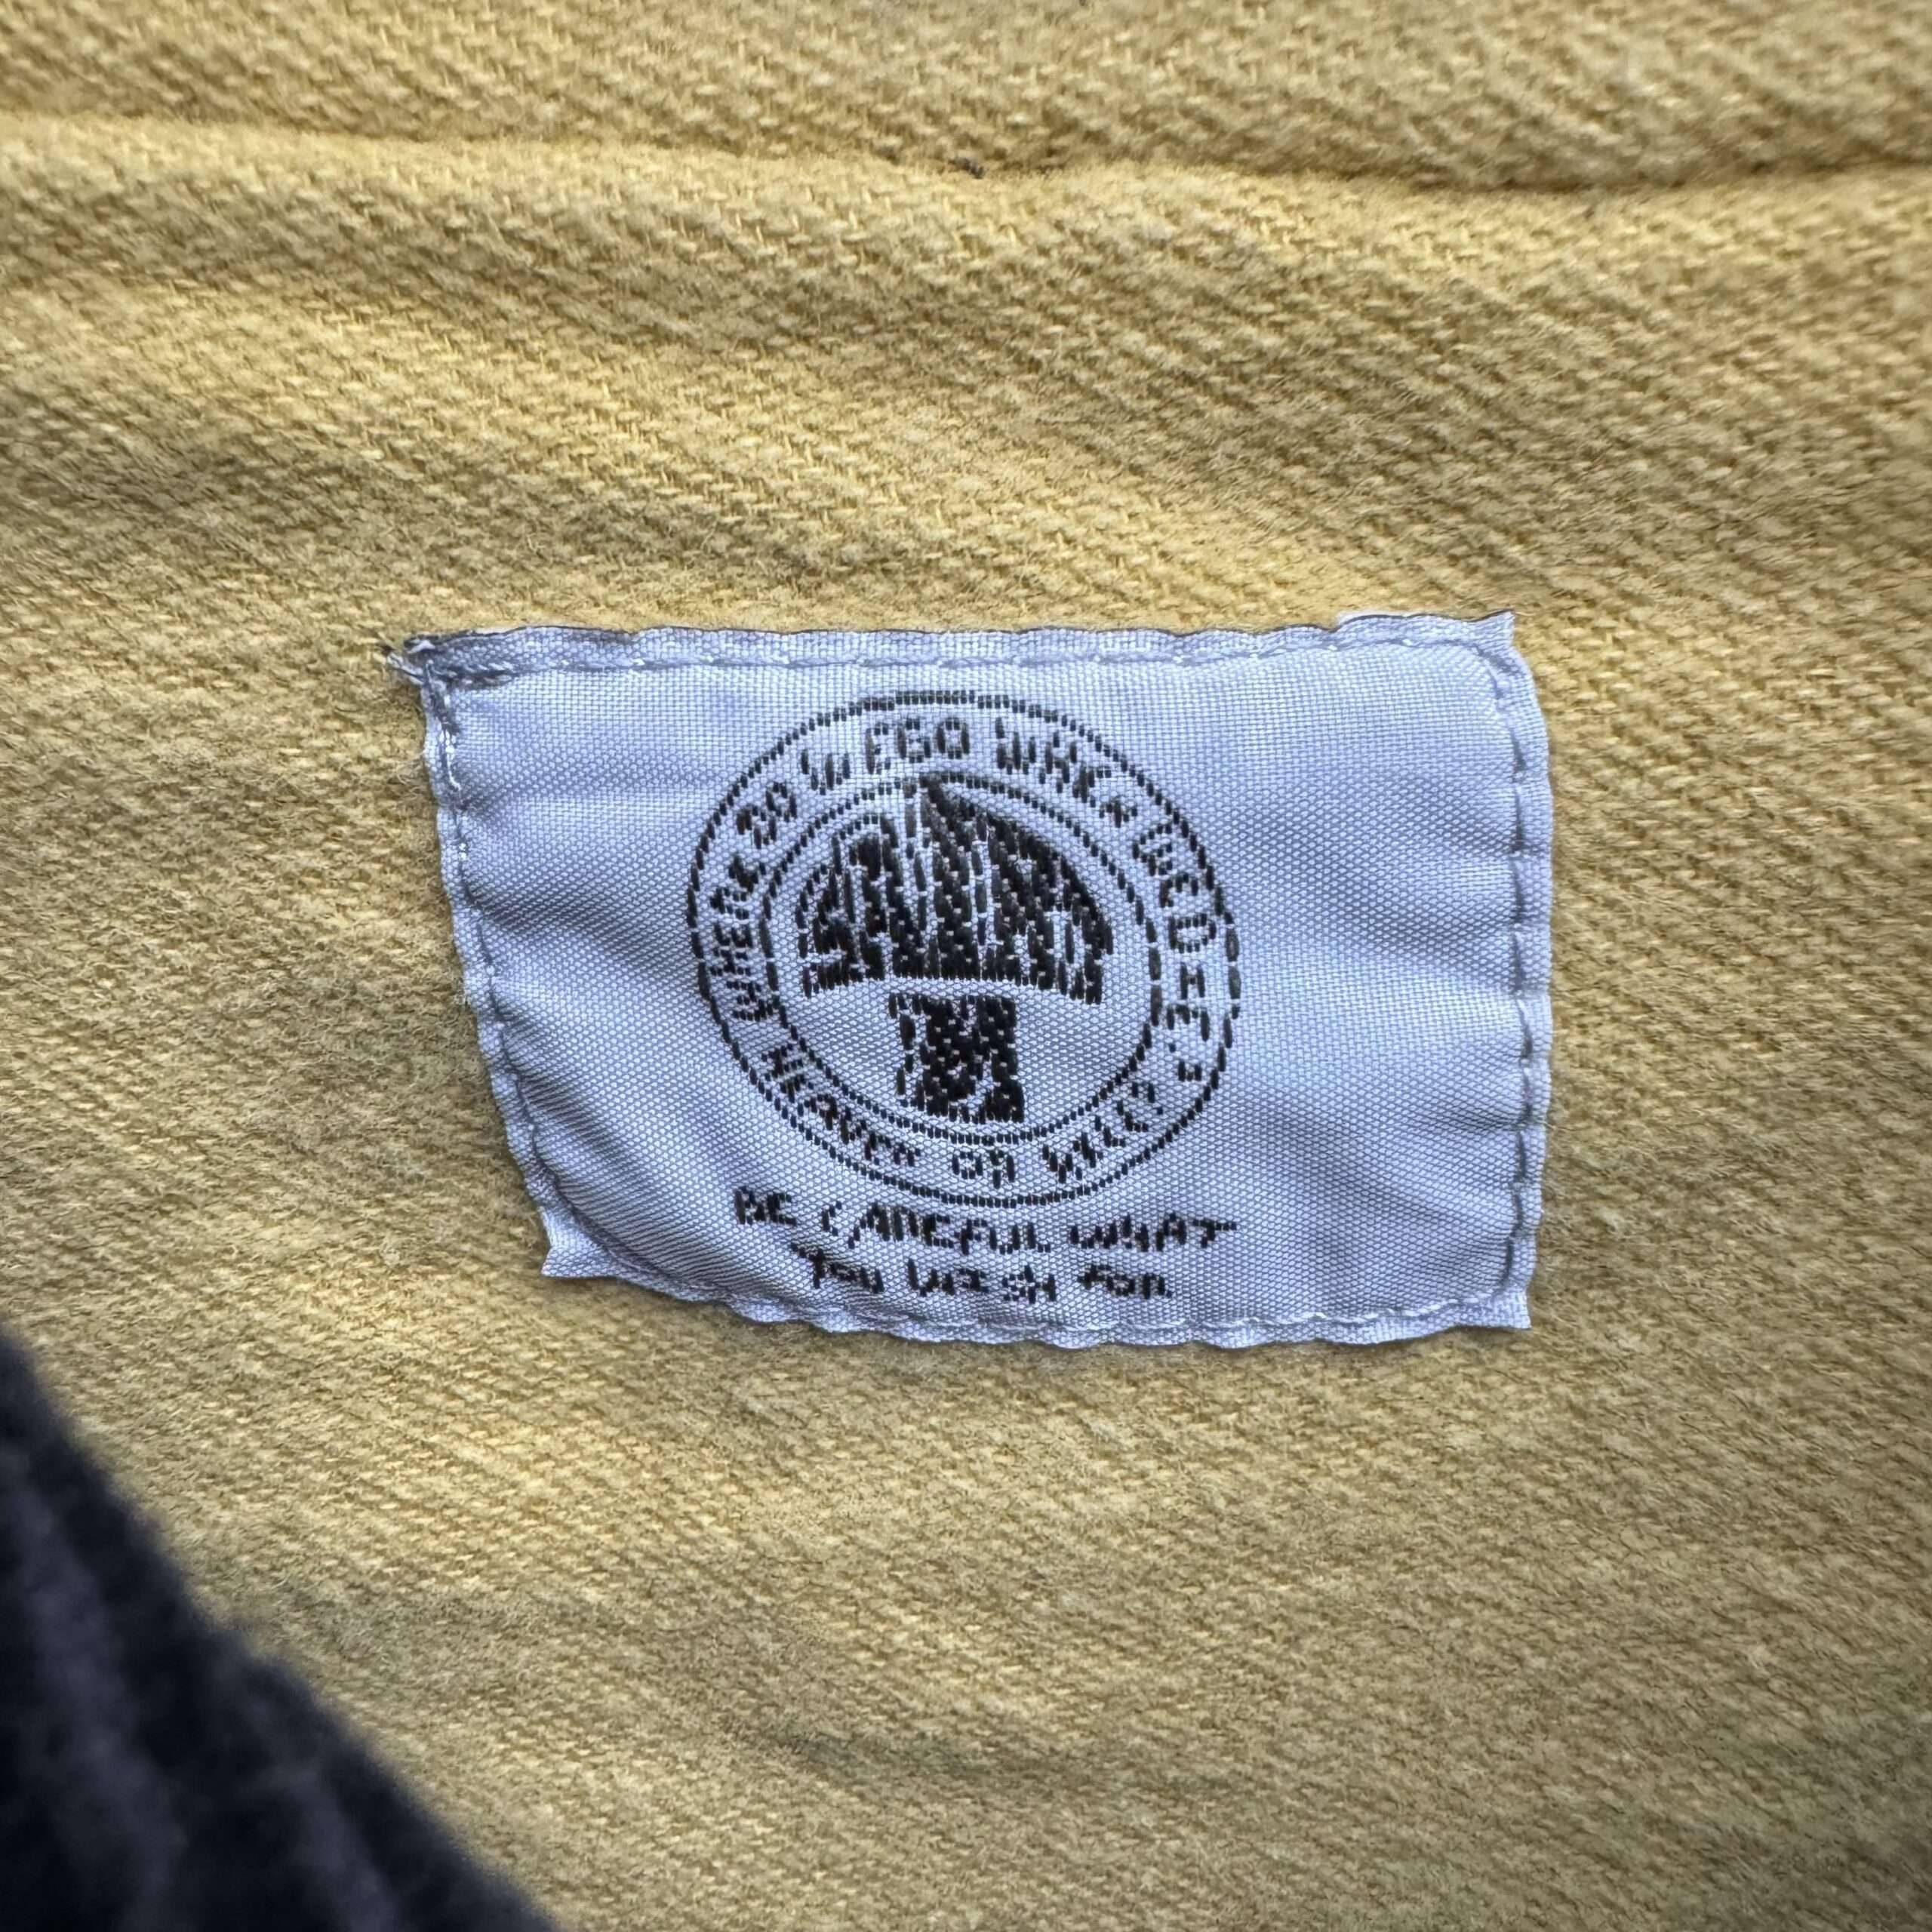 WHERE DO WE GO WHEN WE DIE?
HEAVEN OR HELL?
BE CAREFUL WHAT
YOU WISH FOR.